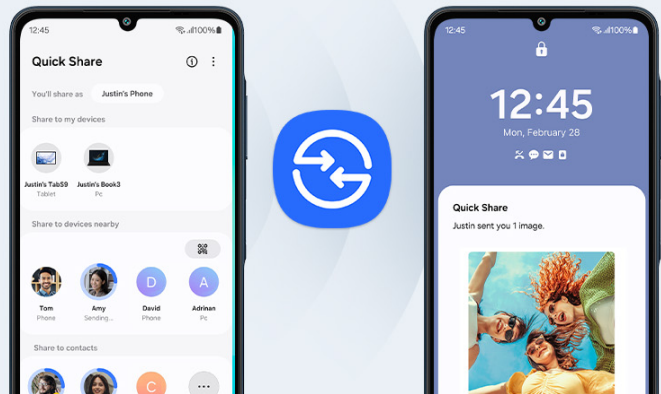 12:45
100%
Quick Share
You'll share as
Justin's Phone
Share to my devices
Justin's TabS9
Tablet
Justin's Book3
Pc
Share to devices nearby
Tom
Phone
Amy
Sending...
D
David
Phone
A
Adrinan
Pc
Share to contacts
C
12:45
100%
12:45
Mon, February 28
Quick Share
Justin sent you 1 image.